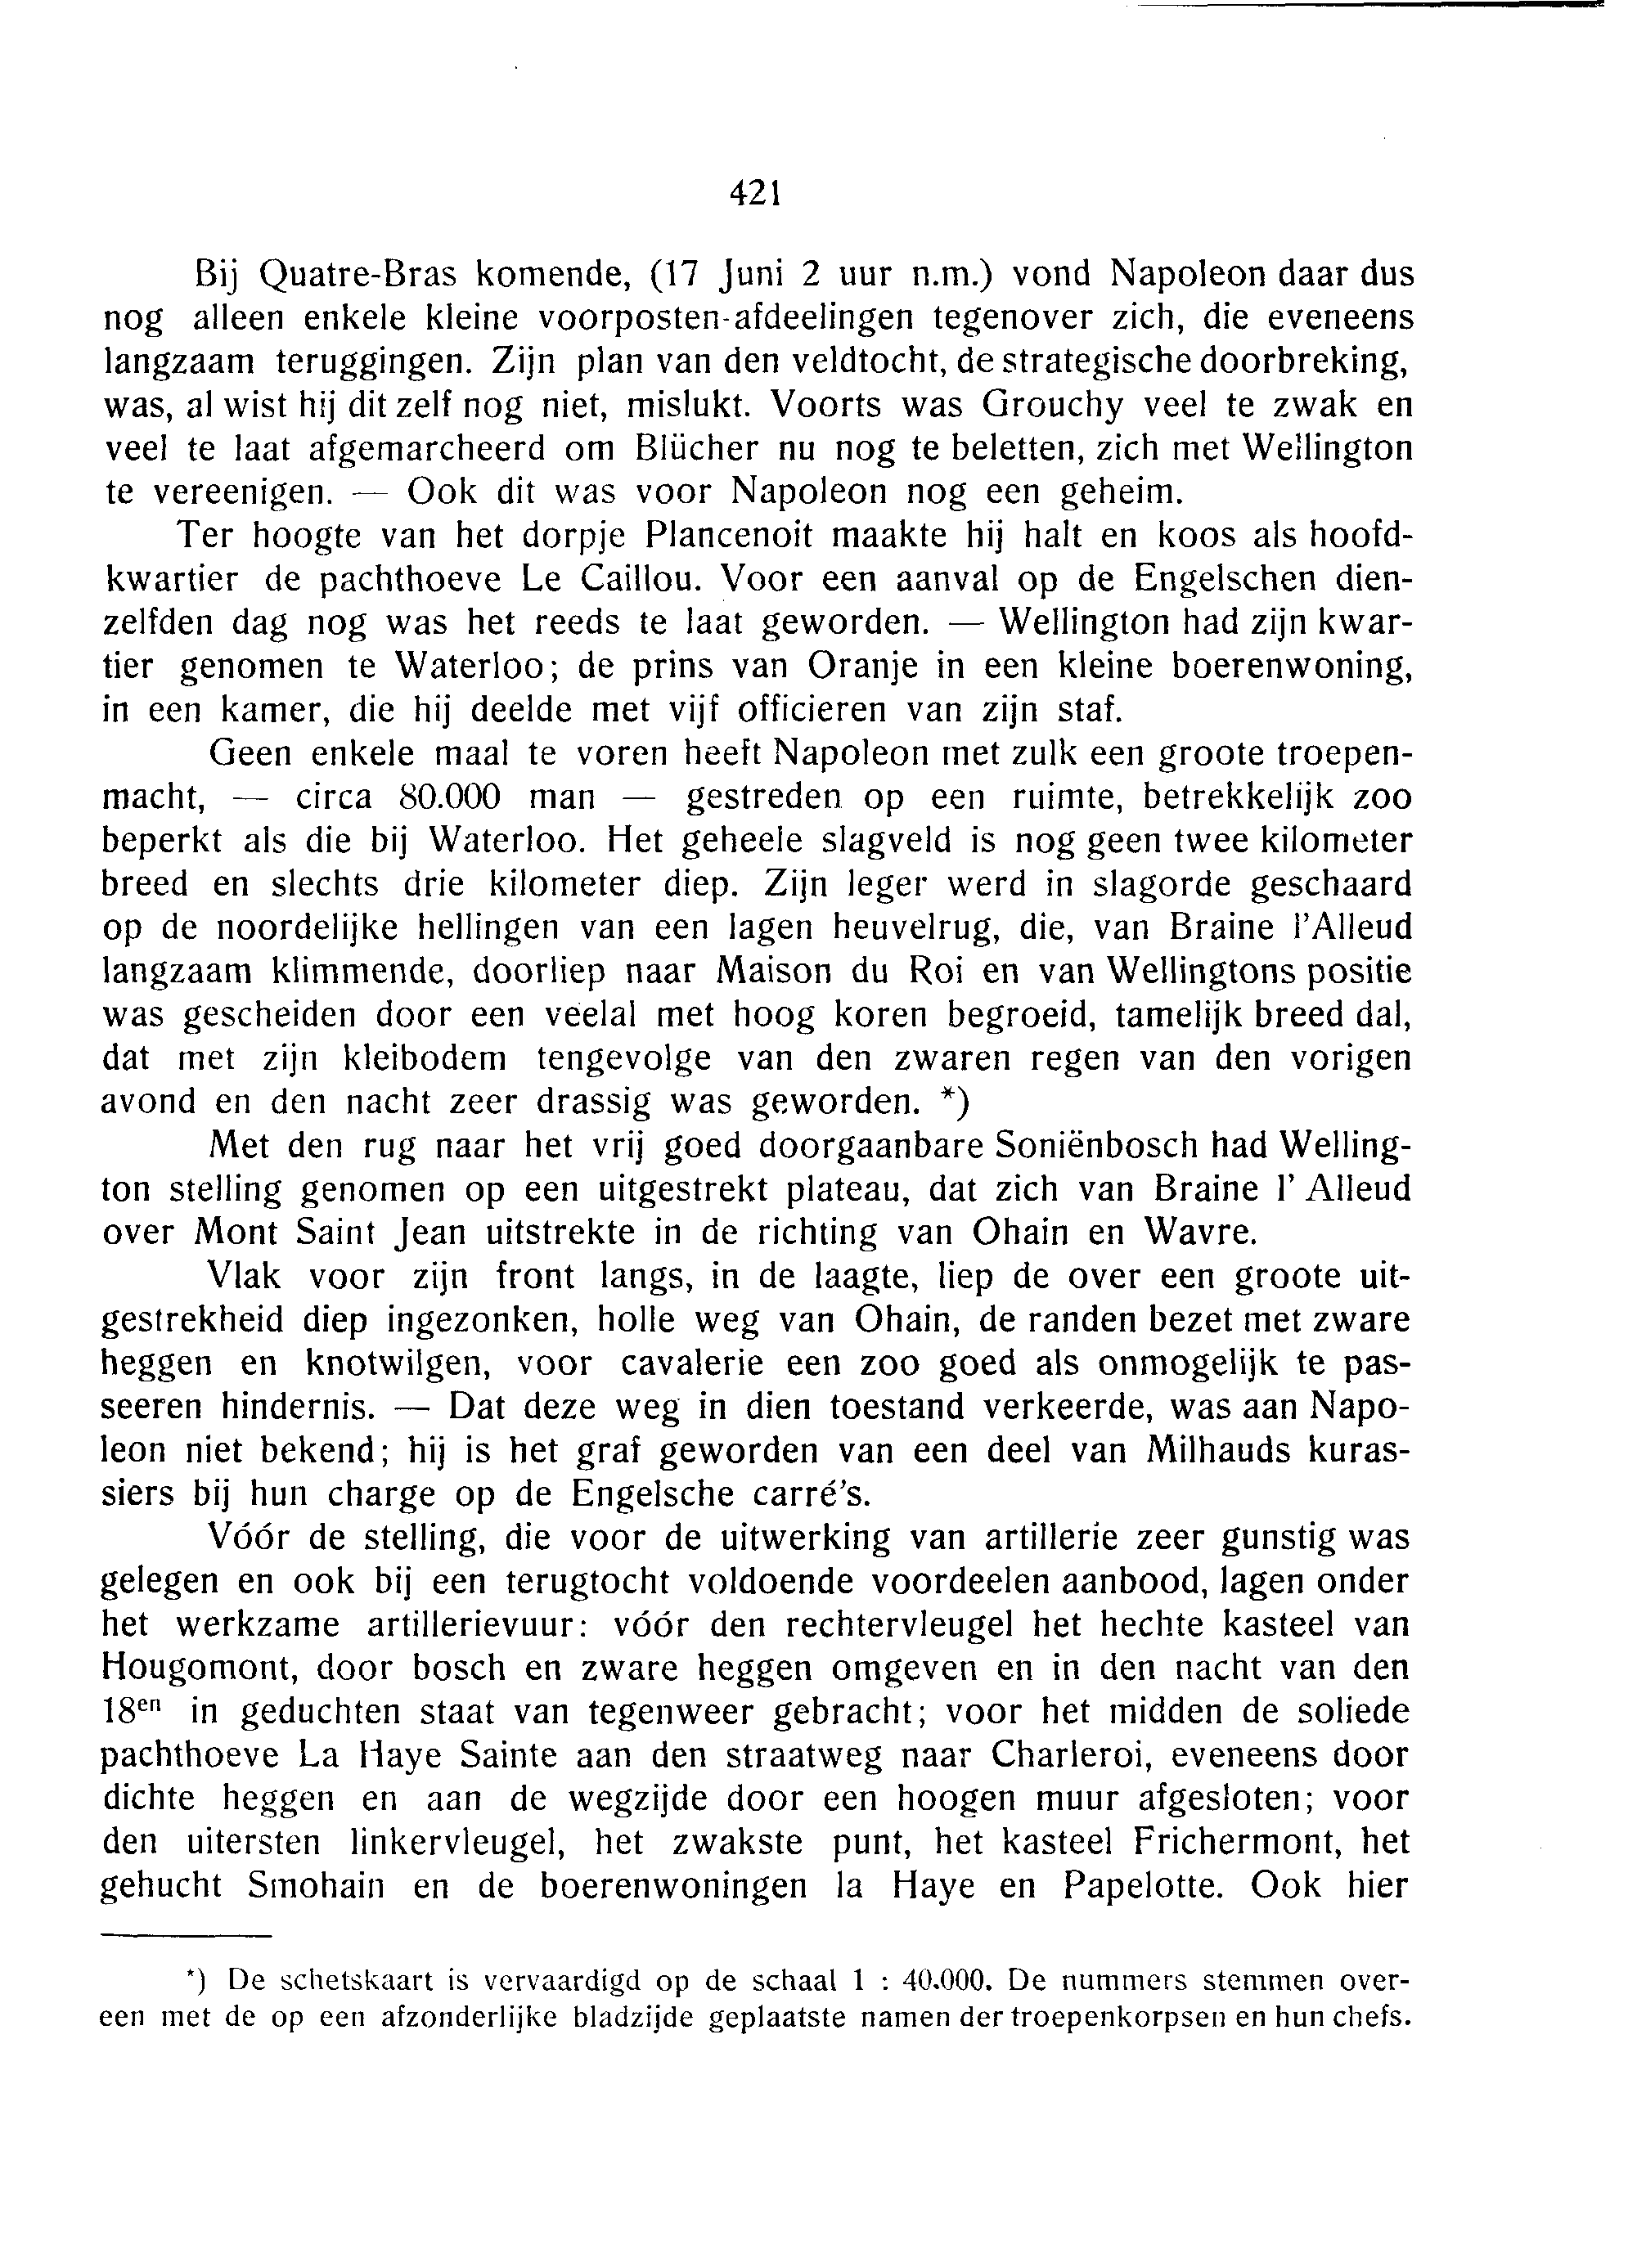 421
Bij Quatre-Bras komende, (17 Juni 2 uur n.m.) vond Napoleon daar dus
nog alleen enkele kleine voorposten-afdeelingen tegenover zich, die eveneens
langzaam teruggingen. Zijn plan van den veldtocht, de strategische doorbreking,
was, al wist hij dit zelf nog niet, mislukt. Voorts was Grouchy veel te zwak en
veel te laat afgemarcheerd om Blücher nu nog te beletten, zich met Wellington
te vereenigen. — Ook dit was voor Napoleon nog een geheim.
Ter hoogte van het dorpje Plancenoit maakte hij halt en koos als hoofd-
kwartier de pachthoeve Le Caillou. Voor een aanval op de Engelschen dien-
zelfden dag nog was het reeds te laat geworden. — Wellington had zijn kwar-
tier genomen te Waterloo; de prins van Oranje in een kleine boerenwoning,
in een kamer, die hij deelde met vijf officieren van zijn staf.
Geen enkele maal te voren heeft Napoleon met zulk een groote troepen-
macht, — circa 80.000 man — gestreden op een ruimte, betrekkelijk zoo
beperkt als die bij Waterloo. Het geheele slagveld is nog geen twee kilometer
breed en slechts drie kilometer diep. Zijn leger werd in slagorde geschaard
op de noordelijke hellingen van een lagen heuvelrug, die, van Braine l'Alleud
langzaam klimmende, doorliep naar Maison du Roi en van Wellingtons positie
was gescheiden door een veelal met hoog koren begroeid, tamelijk breed dal,
dat met zijn kleibodem tengevolge van den zwaren regen van den vorigen
avond en den nacht zeer drassig was geworden. *)
Met den rug naar het vrij goed doorgaanbare Soniënbosch had Welling-
ton stelling genomen op een uitgestrekt plateau, dat zich van Braine l' Alleud
over Mont Saint Jean uitstrekte in de richting van Ohain en Wavre.
Vlak voor zijn front langs, in de laagte, liep de over een groote uit-
gestrekheid diep ingezonken, holle weg van Ohain, de randen bezet met zware
heggen en knotwilgen, voor cavalerie een zoo goed als onmogelijk te pas-
seeren hindernis. — Dat deze weg in dien toestand verkeerde, was aan Napo-
leon niet bekend; hij is het graf geworden van een deel van Milhauds kuras-
siers bij hun charge op de Engelsche carré's.
Vóór de stelling, die voor de uitwerking van artillerie zeer gunstig was
gelegen en ook bij een terugtocht voldoende voordeelen aanbood, lagen onder
het werkzame artillerievuur: vóór den rechtervleugel het hechte kasteel van
Hougomont, door bosch en zware heggen omgeven en in den nacht van den
18en in geduchten staat van tegenweer gebracht; voor het midden de soliede
pachthoeve La Haye Sainte aan den straatweg naar Charleroi, eveneens door
dichte heggen en aan de wegzijde door een hoogen muur afgesloten; voor
den uitersten linkervleugel, het zwakste punt, het kasteel Frichermont, het
gehucht Smohain en de boerenwoningen la Haye en Papelotte. Ook hier
*) De schetskaart is vervaardigd op de schaal 1 : 40.000. De nummers stemmen over-
een met de op een afzonderlijke bladzijde geplaatste namen der troepenkorpsen en hun chefs.